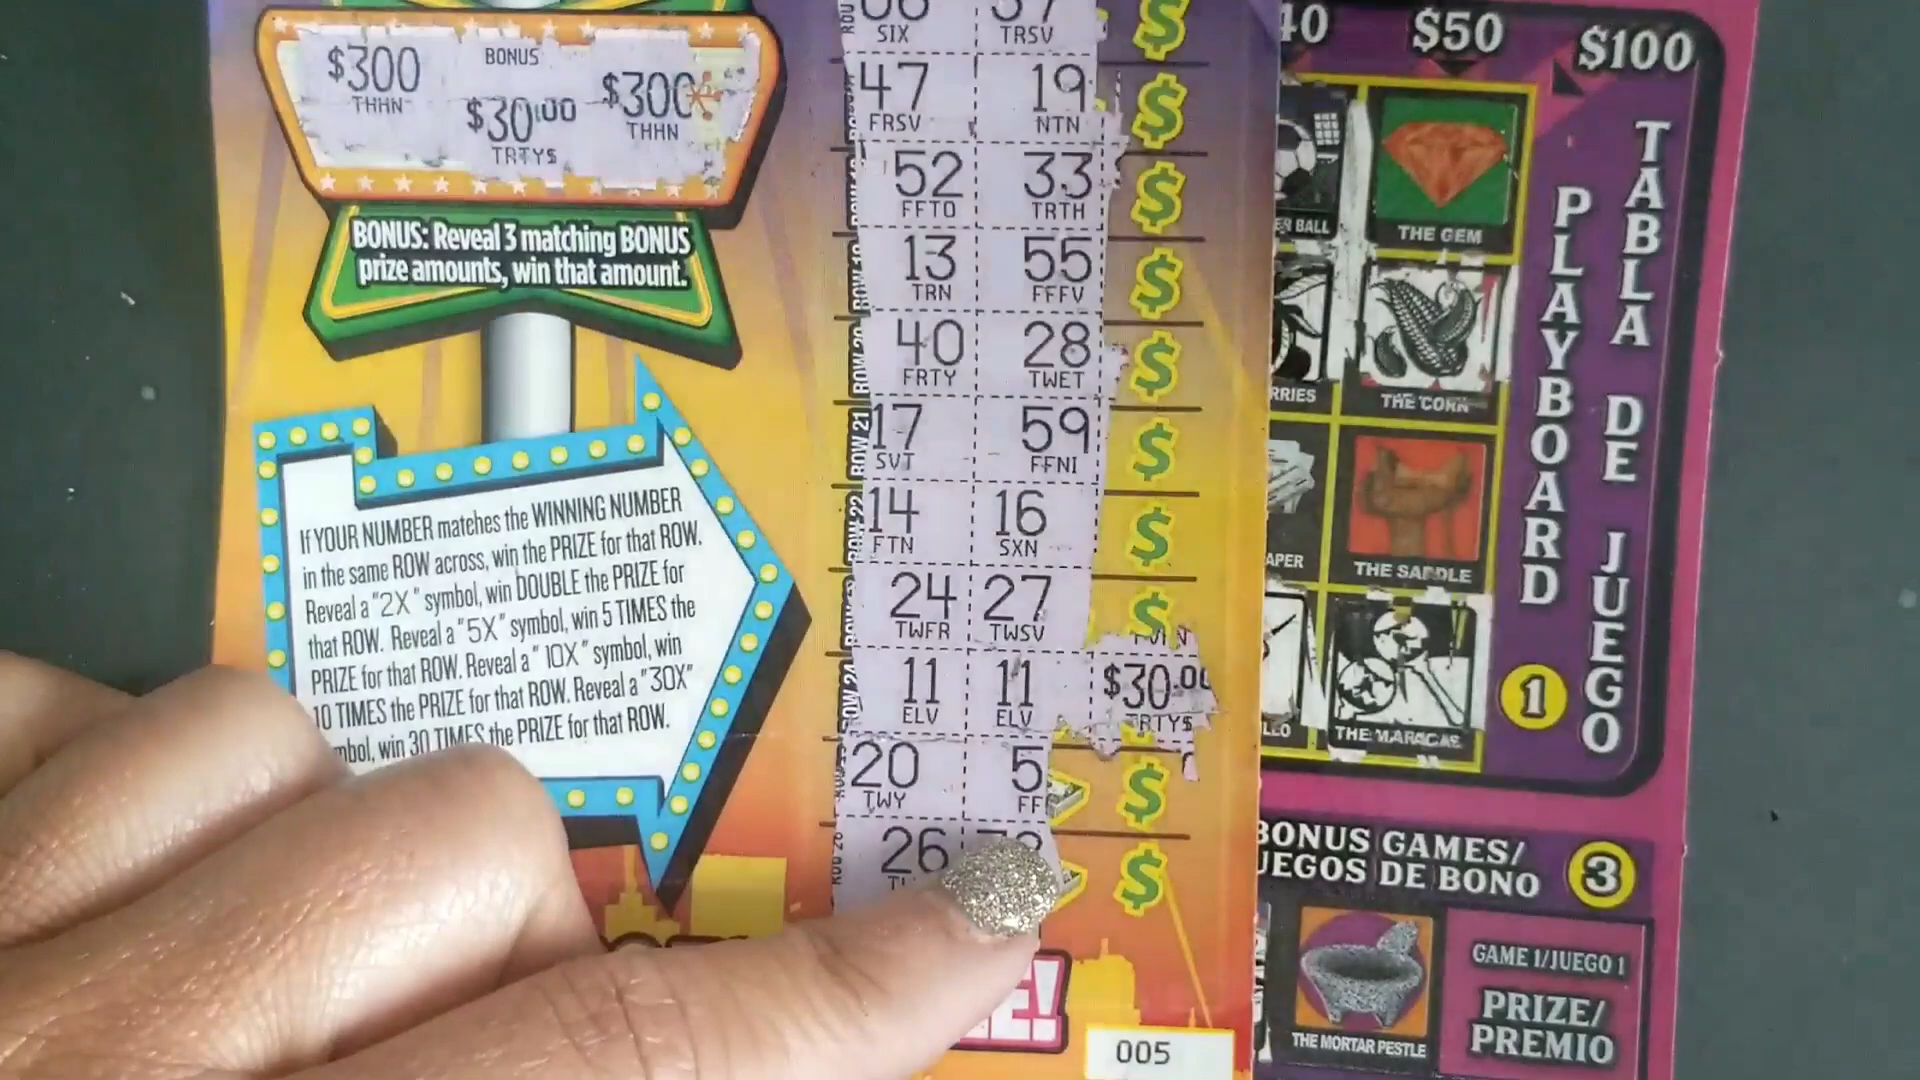 $300
THHN
BONUS
$30.00
TRTY$
$300
THHN
BONUS: Reveal 3 matching BONUS
prize amounts, win that amount.
IF YOUR NUMBER matches the WINNING NUMBER
in the same ROW across, win the PRIZE for that ROW.
Reveal a "2X" symbol, win DOUBLE the PRIZE for
that ROW. Reveal a "5X" symbol, win 5 TIMES the
PRIZE for that ROW. Reveal a "10X" symbol, win
10 TIMES the PRIZE for that ROW. Reveal a "30X"
win 30 TIMES the PRIZE for that ROW.
SIX TRSV
47 19
FRSV NTN
52 33
FFTO TRTH
13 55
TRN FFFV
ROW 20 40 28
FRTY TWET
ROW 21 17 59
SVT FFNI
ROW 22 14 16
FTN SXN
24 27
TWFR TWSV
ROW 24 11 11 $30.00
ELV ELV TRTY$
20 5
TWY
26
$
$
$
$
$
$
$
$
$
$
005
$50 $100
THE GEM
THE CORN
THE SADDLE
THE MARACAS
PLAYBOARD
TABLA DE JUEGO
1
BONUS GAMES/
JUEGOS DE BONO
3
THE MORTAR PESTLE
GAME 1/JUEGO 1
PRIZE/
PREMIO